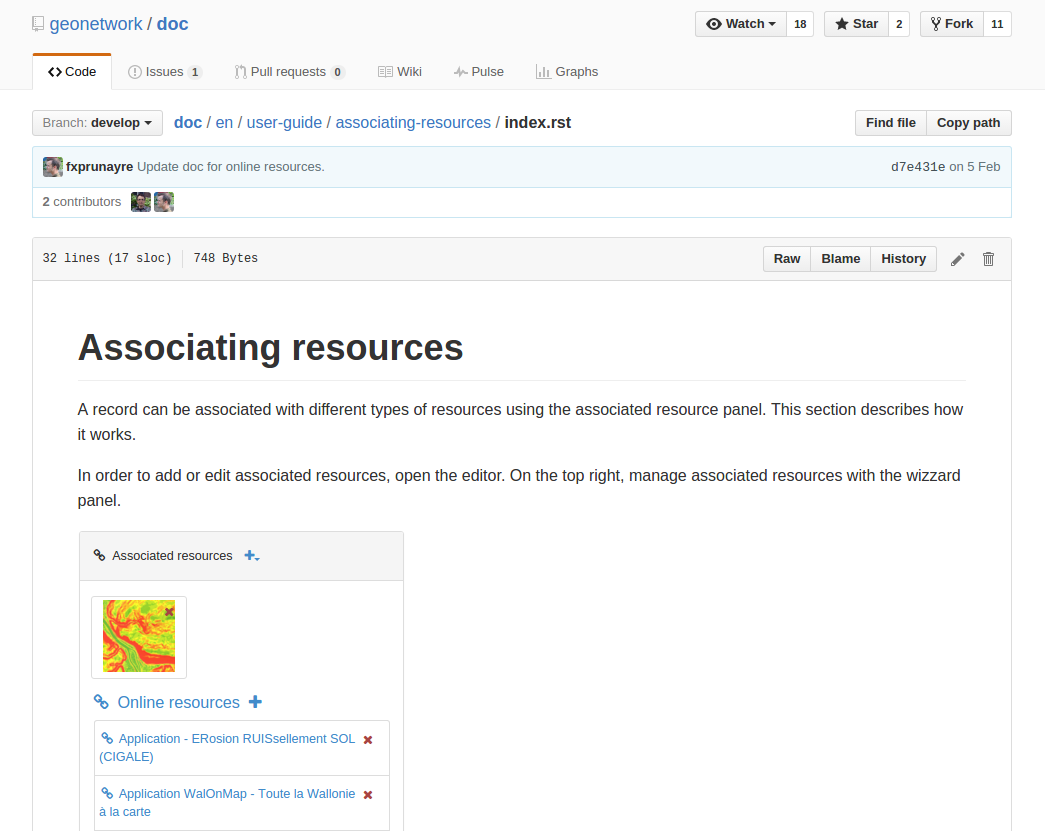 geonetwork / doc
Watch 18 Star 2 Fork 11
Code Issues 1 Pull requests 0 Wiki Pulse Graphs
Branch: develop doc / en / user-guide / associating-resources / index.rst Find file Copy path
fxprunayre Update doc for online resources. d7e431e on 5 Feb
2 contributors
32 lines (17 sloc) 748 Bytes Raw Blame History
Associating resources
A record can be associated with different types of resources using the associated resource panel. This section describes how
it works.
In order to add or edit associated resources, open the editor. On the top right, manage associated resources with the wizzard
panel.
Associated resources
Online resources
Application - ERosion RUISsellement SOL
(CIGALE)
Application WalOnMap - Toute la Wallonie
à la carte